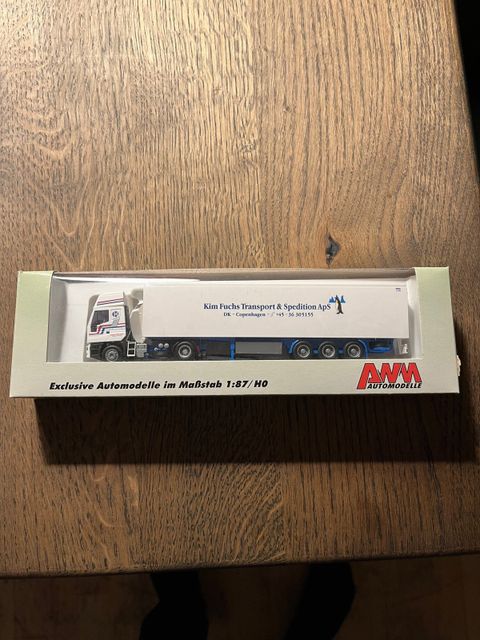 Kim Fuchs Transport & Spedition ApS
DK - Copenhagen - +45 - 36 305155
Exclusive Automodelle im Maßstab 1:87/H0
AWM
AUTOMODELLE